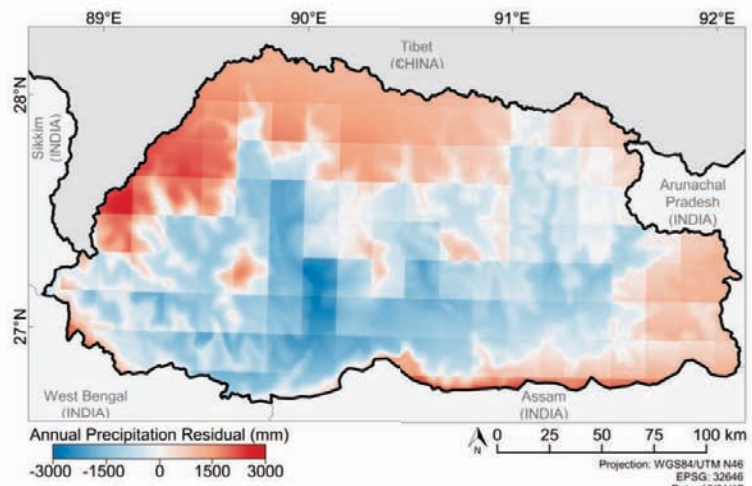 89°E 90°E 91°E 92°E
Tibet
(CHINA)
28°N
Sikkim
(INDIA)
Arunachal
Pradesh
(INDIA)
27°N
West Bengal
(INDIA)
Assam
(INDIA)
Annual Precipitation Residual (mm)
-3000 -1500 0 1500 3000
N
0 25 50 75 100 km
Projection: WGS84/UTM N46
EPSG: 32646